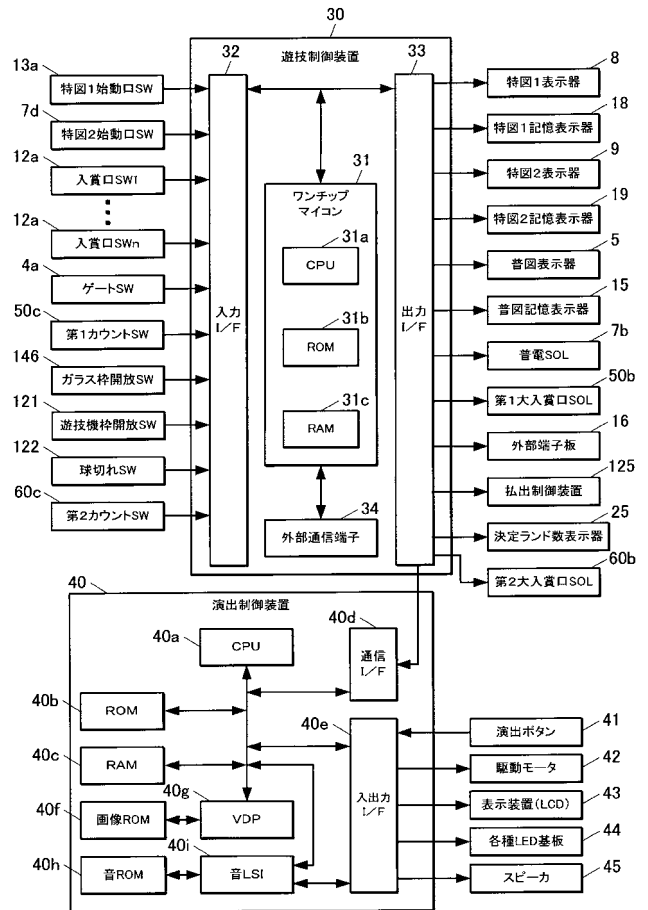 30
遊技制御装置
32
33
13a
特図1始動口SW
7d
特図2始動口SW
12a
入賞口SW1
12a
入賞口SWn
4a
ゲートSW
50c
第1カウントSW
146
ガラス枠開放SW
121
遊技機枠開放SW
122
球切れSW
60c
第2カウントSW
入力
I/F
31
ワンチップ
マイコン
31a
CPU
31b
ROM
31c
RAM
34
外部通信端子
出力
I/F
8
特図1表示器
18
特図1記憶表示器
9
特図2表示器
19
特図2記憶表示器
5
普図表示器
15
普図記憶表示器
7b
普電SOL
50b
第1大入賞口SOL
16
外部端子板
125
払出制御装置
25
決定ランド数表示器
60b
第2大入賞口SOL
40
演出制御装置
40a
CPU
40d
通信
I/F
40b
ROM
40c
RAM
40e
入出力
I/F
40f
画像ROM
40g
VDP
40h
音ROM
40i
音LSI
演出ボタン
41
駆動モータ
42
表示装置(LCD)
43
各種LED基板
44
スピーカ
45